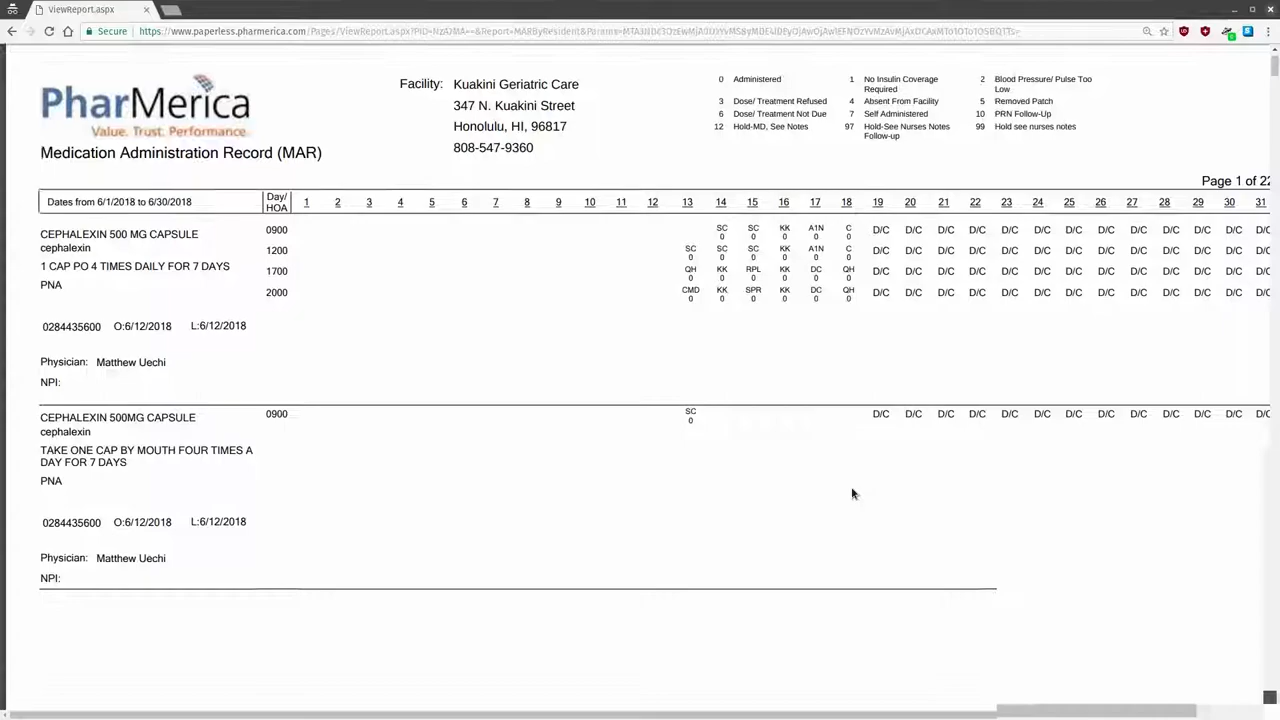 ViewReport.aspx
Secure
PharMerica
Value. Trust. Performance.
Medication Administration Record (MAR)
Facility: Kuakini Geriatric Care
347 N. Kuakini Street
Honolulu, HI, 96817
808-547-9360
0 Administered 1 No Insulin Coverage Required 2 Blood Pressure/ Pulse Too Low
3 Dose/ Treatment Refused 4 Absent From Facility 5 Removed Patch
6 Dose/ Treatment Not Due 7 Self Administered 10 PRN Follow-Up
12 Hold-MD, See Notes 97 Hold-See Nurses Notes Follow-up 99 Hold see nurses notes
Page 1 of 22
Dates from 6/1/2018 to 6/30/2018 Day/ HOA 1 2 3 4 5 6 7 8 9 10 11 12 13 14 15 16 17 18 19 20 21 22 23 24 25 26 27 28 29 30 31
CEPHALEXIN 500 MG CAPSULE
cephalexin
1 CAP PO 4 TIMES DAILY FOR 7 DAYS
PNA
0900 SC SC KK A1N C D/C D/C D/C D/C D/C D/C D/C D/C D/C D/C D/C D/C D/C
0 0 0 0 0
1200 SC SC SC KK A1N C D/C D/C D/C D/C D/C D/C D/C D/C D/C D/C D/C D/C D/C
0 0 0 0 0 0
1700 QH KK RPL KK DC QH D/C D/C D/C D/C D/C D/C D/C D/C D/C D/C D/C D/C D/C
0 0 0 0 0 0
2000 CMD KK SPR KK DC QH D/C D/C D/C D/C D/C D/C D/C D/C D/C D/C D/C D/C D/C
0 0 0 0 0 0
0284435600 O:6/12/2018 L:6/12/2018
Physician: Matthew Uechi
NPI:
CEPHALEXIN 500MG CAPSULE
cephalexin
TAKE ONE CAP BY MOUTH FOUR TIMES A
DAY FOR 7 DAYS
PNA
0900 SC D/C D/C D/C D/C D/C D/C D/C D/C D/C D/C D/C D/C D/C
0
0284435600 O:6/12/2018 L:6/12/2018
Physician: Matthew Uechi
NPI: